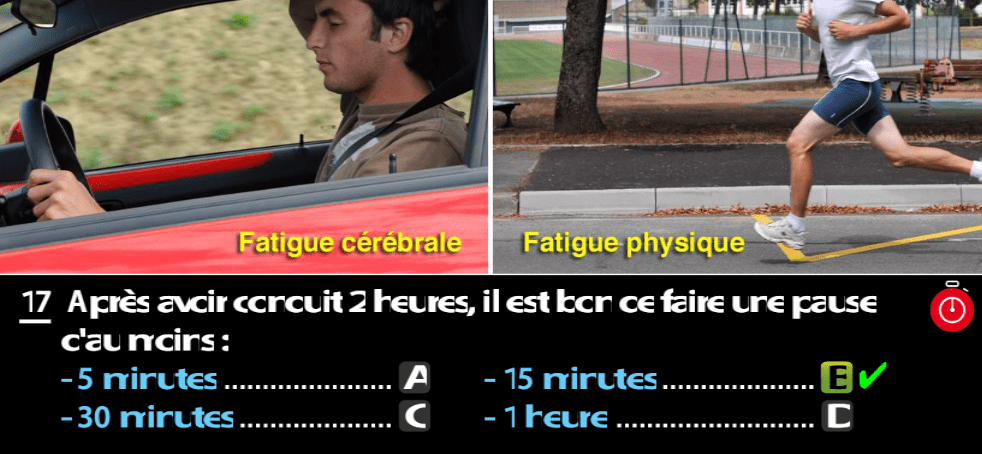 Fatigue cérébrale Fatigue physique
17 Après avoir conduit 2 heures, il est bon de faire une pause
d'au moins :
- 5 minutes ..................... A - 15 minutes ................... B ✔
- 30 minutes ................... C - 1 heure ......................... D